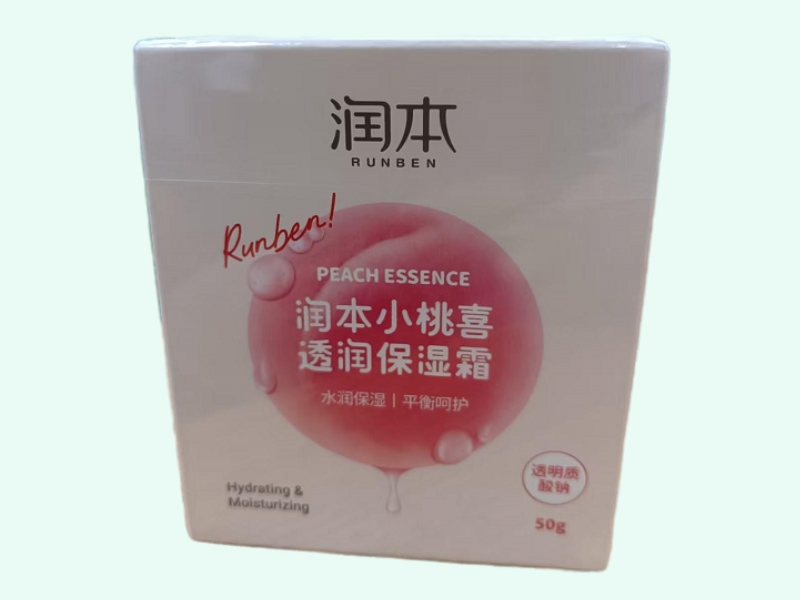 润本
RUNBEN
Runben!
PEACH ESSENCE
润本小桃喜
透润保湿霜
水润保湿丨平衡呵护
Hydrating &
Moisturizing
透明质
酸钠
50g